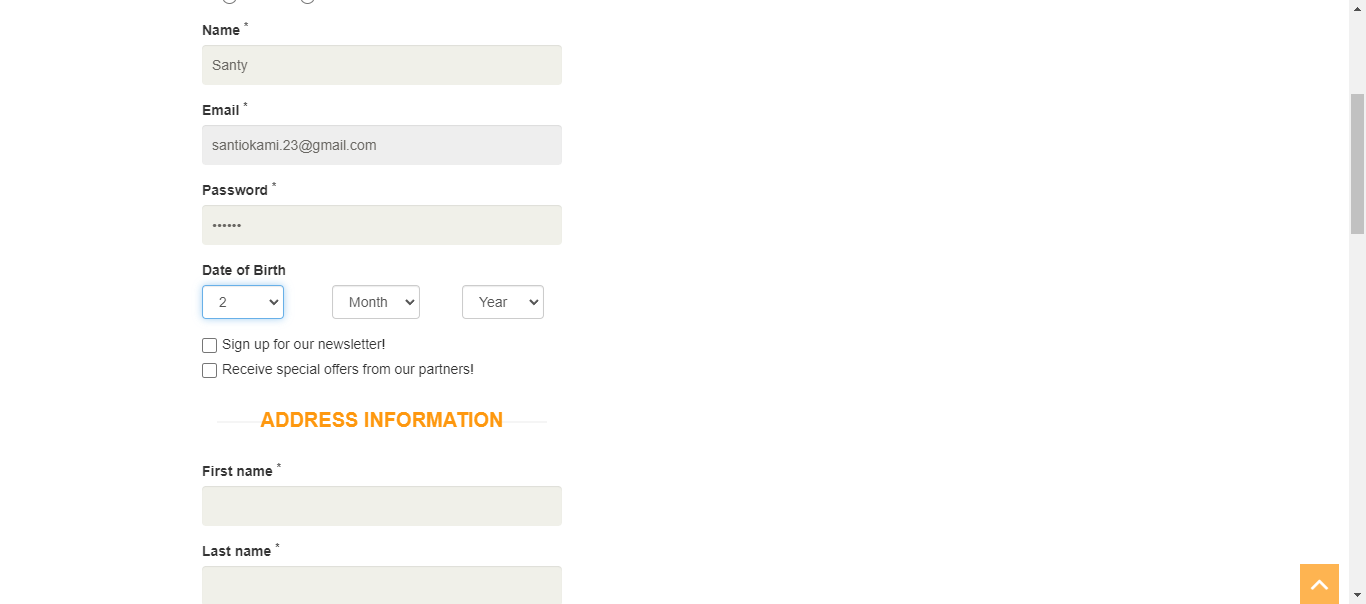 Name *
Santy
Email *
santiokami.23@gmail.com
Password *
••••••
Date of Birth
2 Month Year
Sign up for our newsletter!
Receive special offers from our partners!
ADDRESS INFORMATION
First name *
Last name *